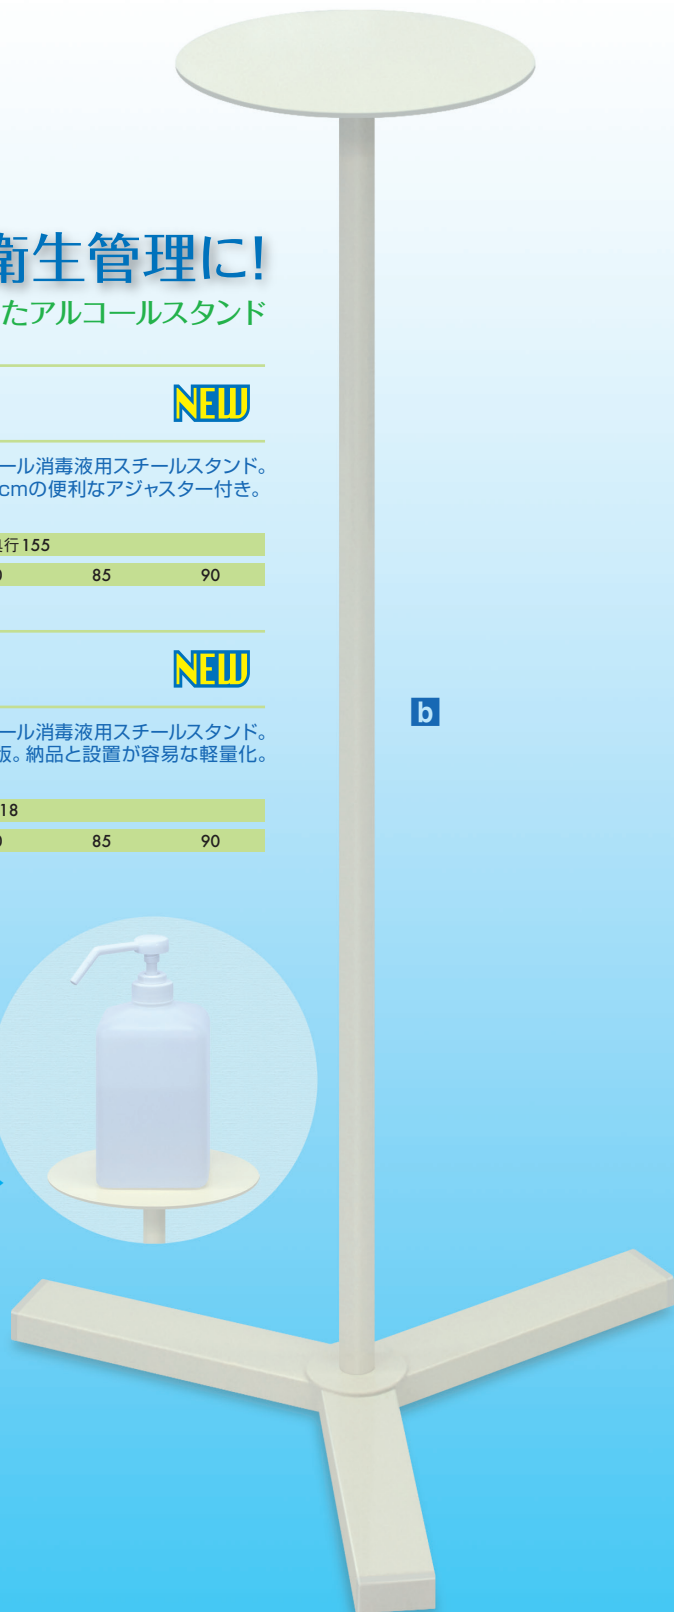 衛生管理に!
たアルコールスタンド
NEW
ール消毒液用スチールスタンド。
cmの便利なアジャスター付き。
行155
85 90
NEW
ール消毒液用スチールスタンド。
板。納品と設置が容易な軽量化。
18
85 90
b